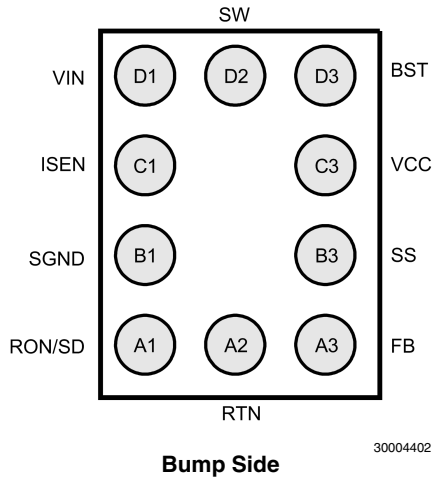 SW
VIN D1 D2 D3 BST
ISEN C1 C3 VCC
SGND B1 B3 SS
RON/SD A1 A2 A3 FB
RTN
30004402
Bump Side